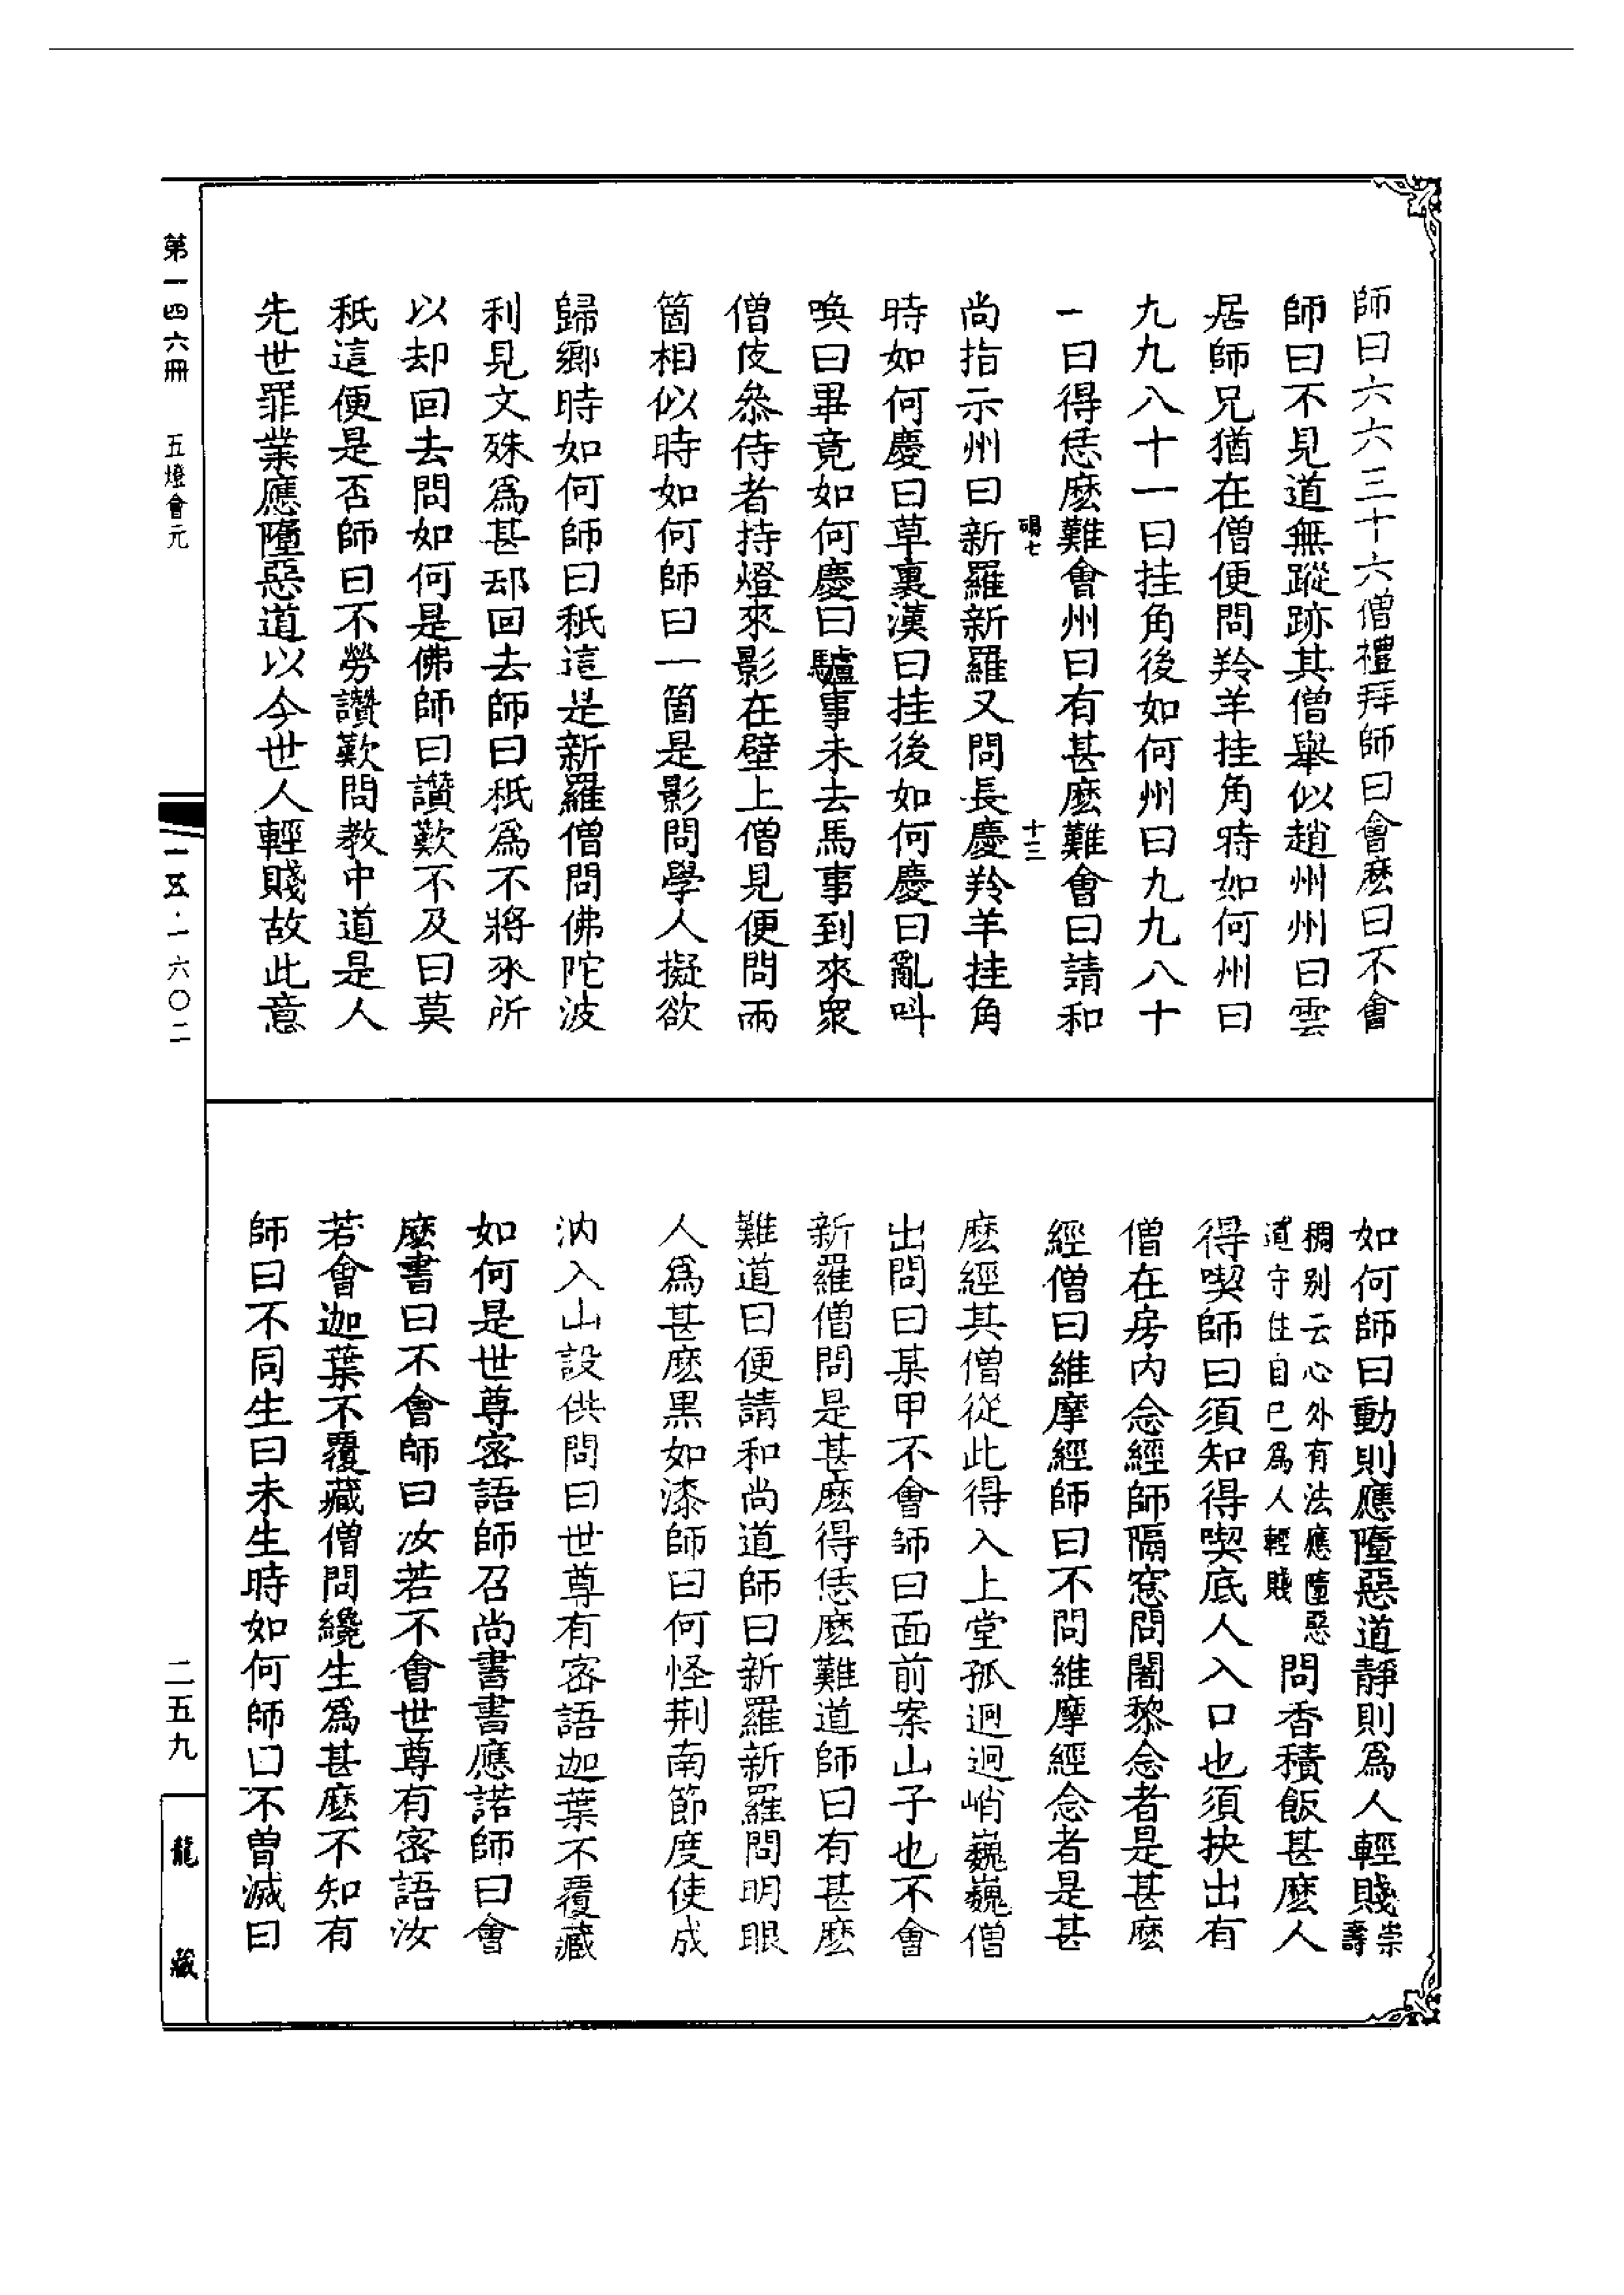 師曰六六三十六僧禮拜師曰會麽曰不會
師曰不見道無蹤跡其僧舉似趙州州曰雲
居師兄猶在僧便問羚羊挂角時如何州曰
九九八十一曰挂角後如何州曰九九八十
一曰得恁麽難會州曰有甚麽難會曰請和
碣七
十三
尚指示州曰新羅新羅又問長慶羚羊挂角
時如何慶曰草裏漢曰挂後如何慶曰亂叫
喚曰畢竟如何慶曰驢事未去馬事到來衆
僧伎叅侍者持燈來影在壁上僧見便問兩
箇相似時如何師曰一箇是影問學人擬欲
歸鄉時如何師曰秪這是新羅僧問佛陀波
利見文殊爲甚却回去師曰秪爲不將來所
以却回去問如何是佛師曰讚歎不及曰莫
秪這便是否師曰不勞讚歎問教中道是人
先世罪業應墮惡道以今世人輕賤故此意
如何師曰動則應墮惡道靜則爲人輕賤崇
壽
稠别云心外有法應墮惡
道守住自己爲人輕賤
問香積飯甚麽人
得喫師曰須知得喫底人入口也須抉出有
僧在房内念經師隔窓問闍黎念者是甚麽
經僧曰維摩經師曰不問維摩經念者是甚
麽經其僧從此得入上堂孤迥迥峭巍巍僧
出問曰某甲不會師曰面前案山子也不會
新羅僧問是甚麽得恁麽難道師曰有甚麽
難道曰便請和尚道師曰新羅新羅問明眼
人爲甚麽黑如漆師曰何怪荆南節度使成
汭入山設供問曰世尊有密語迦葉不覆藏
如何是世尊密語師召尚書書應諾師曰會
麽書曰不會師曰汝若不會世尊有密語汝
若會迦葉不覆藏僧問纔生爲甚麽不知有
師曰不同生曰未生時如何師曰不曾滅曰
第一四六冊　五燈會元
一五·一六〇二
二五九
龍藏